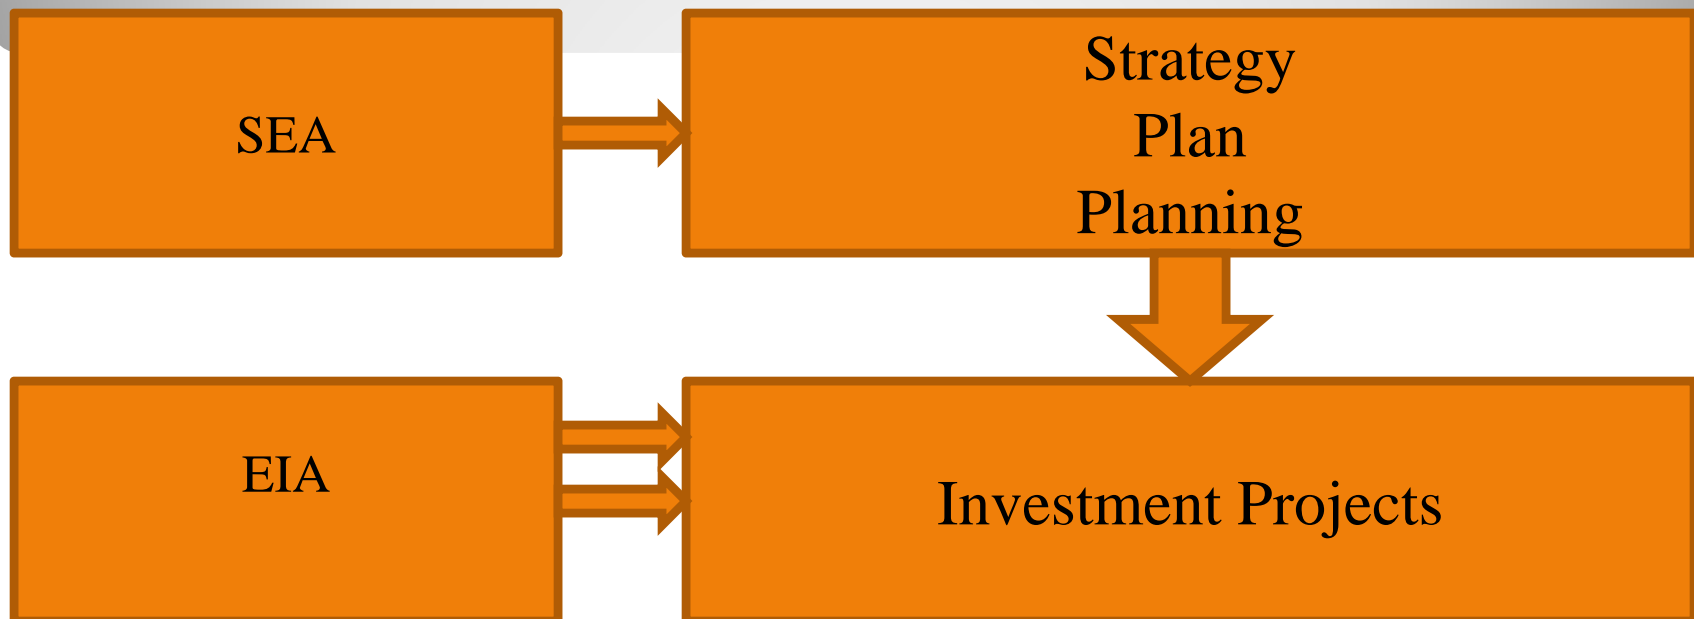 SEA
Strategy
Plan
Planning
EIA
Investment Projects